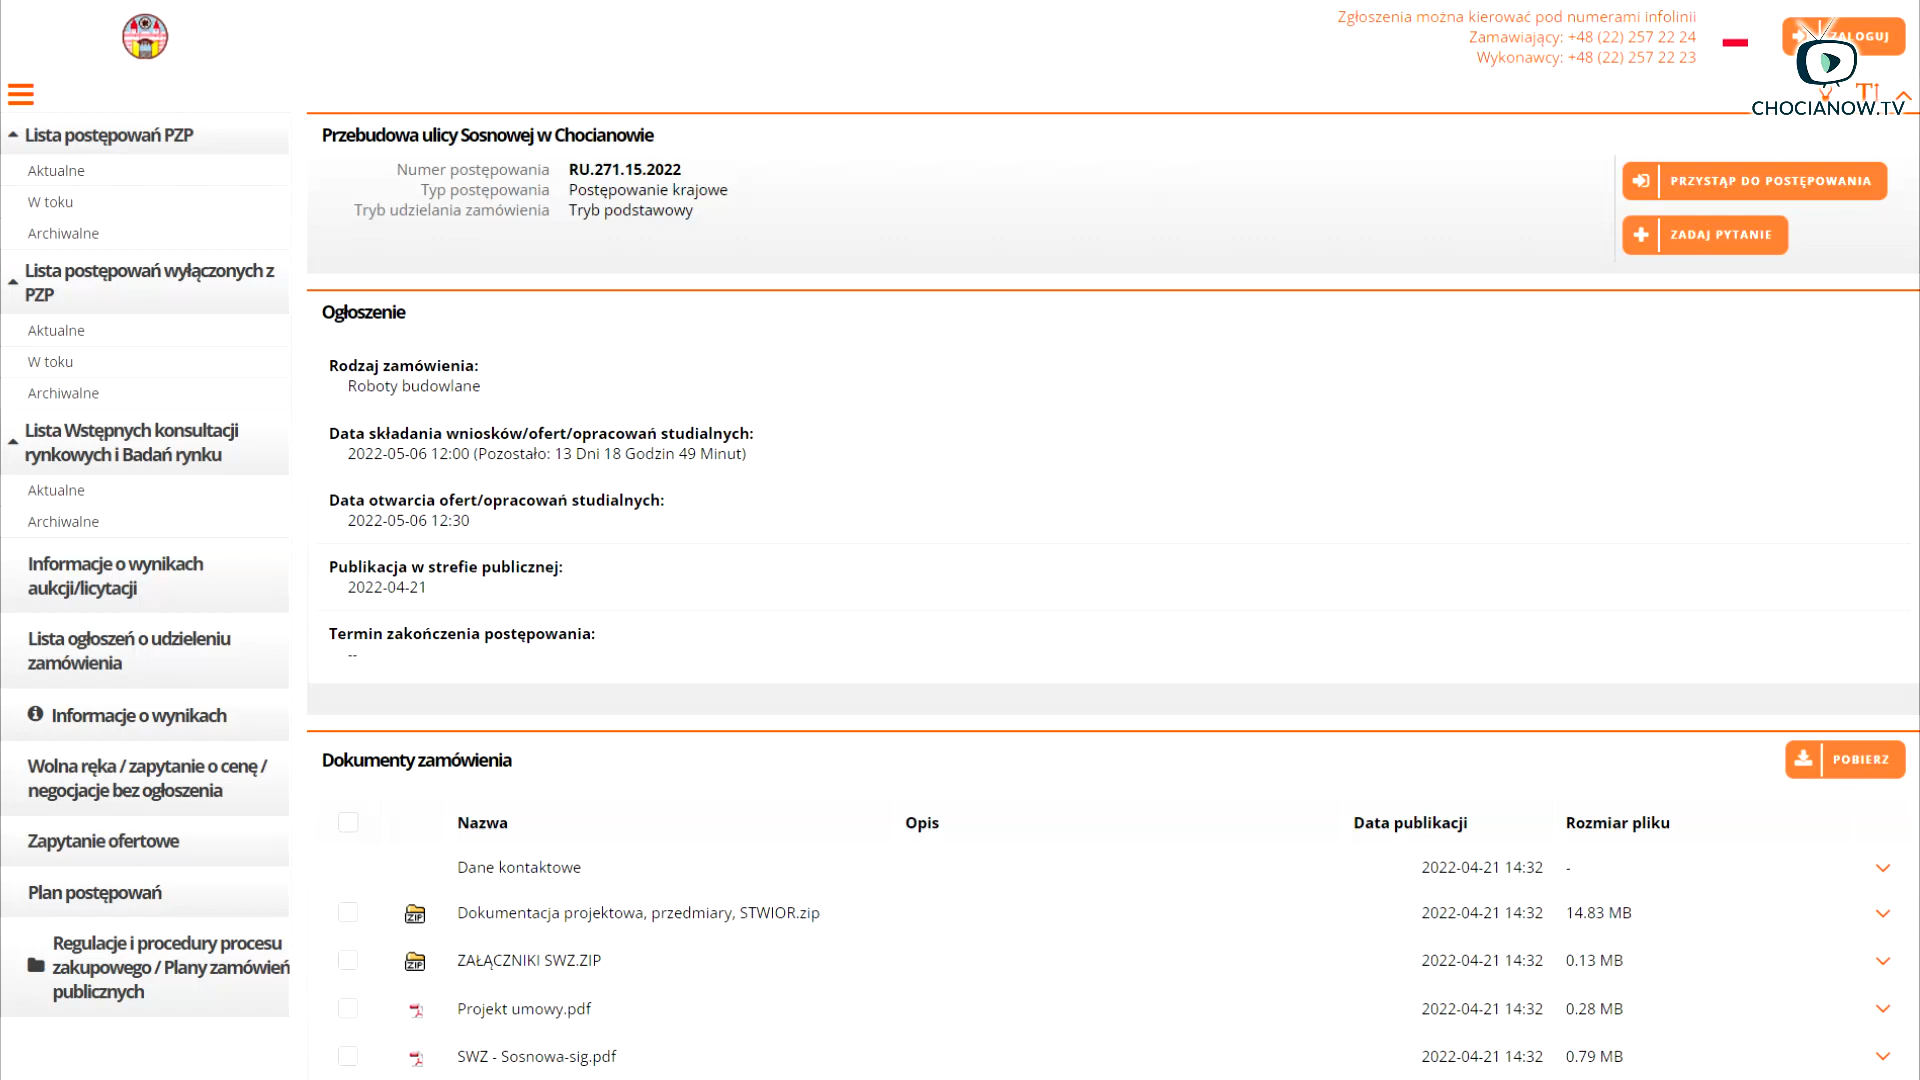 Zgłoszenia można kierować pod numerami infolinii
Zamawiający: +48 (22) 257 22 24
Wykonawcy: +48 (22) 257 22 23
ZALOGUJ
CHOCIANOW.TV
Lista postępowań PZP
Aktualne
W toku
Archiwalne
Lista postępowań wyłączonych z
PZP
Aktualne
W toku
Archiwalne
Lista Wstępnych konsultacji
rynkowych i Badań rynku
Aktualne
Archiwalne
Informacje o wynikach
aukcji/licytacji
Lista ogłoszeń o udzieleniu
zamówienia
Informacje o wynikach
Wolna ręka / zapytanie o cenę /
negocjacje bez ogłoszenia
Zapytanie ofertowe
Plan postępowań
Regulacje i procedury procesu
zakupowego / Plany zamówień
publicznych
Przebudowa ulicy Sosnowej w Chocianowie
Numer postępowania RU.271.15.2022
Typ postępowania Postępowanie krajowe
Tryb udzielania zamówienia Tryb podstawowy
PRZYSTĄP DO POSTĘPOWANIA
ZADAJ PYTANIE
Ogłoszenie
Rodzaj zamówienia:
Roboty budowlane
Data składania wniosków/ofert/opracowań studialnych:
2022-05-06 12:00 (Pozostało: 13 Dni 18 Godzin 49 Minut)
Data otwarcia ofert/opracowań studialnych:
2022-05-06 12:30
Publikacja w strefie publicznej:
2022-04-21
Termin zakończenia postępowania:
--
Dokumenty zamówienia
POBIERZ
Nazwa Opis Data publikacji Rozmiar pliku
Dane kontaktowe 2022-04-21 14:32 -
ZIP Dokumentacja projektowa, przedmiary, STWIOR.zip 2022-04-21 14:32 14.83 MB
ZIP ZAŁĄCZNIKI SWZ.ZIP 2022-04-21 14:32 0.13 MB
Projekt umowy.pdf 2022-04-21 14:32 0.28 MB
SWZ - Sosnowa-sig.pdf 2022-04-21 14:32 0.79 MB